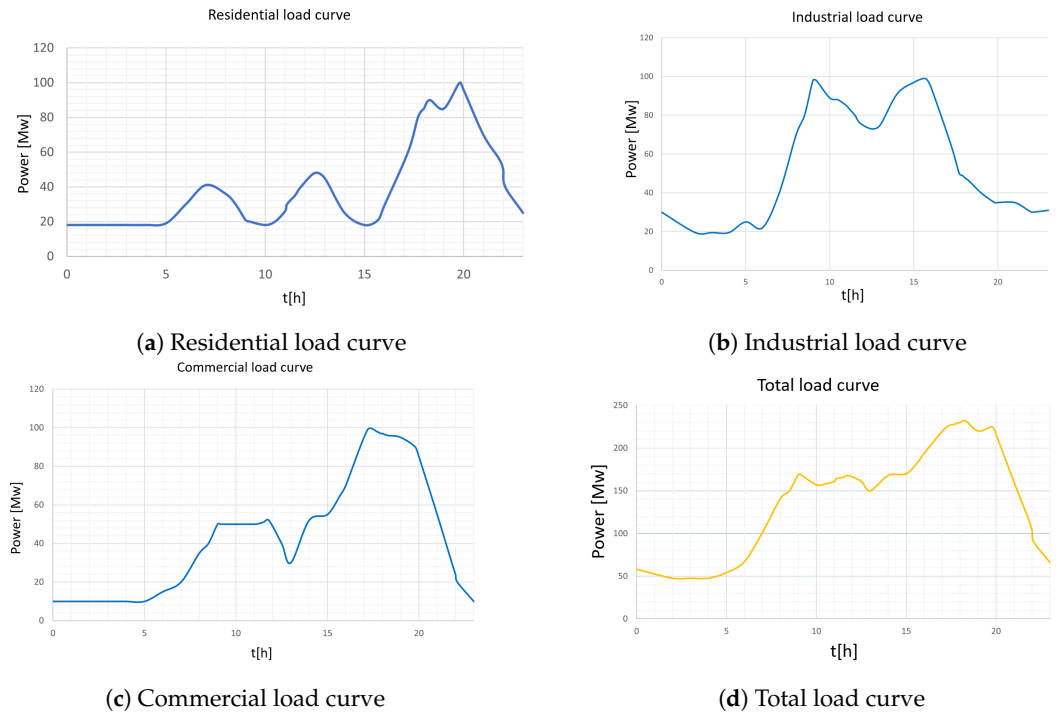 Residential load curve
120
100
80
60
40
20
0
Power [Mw]
0 5 10 15 20
t[h]
(a) Residential load curve
Industrial load curve
120
100
80
60
40
20
0
Power [Mw]
0 5 10 15 20
t[h]
(b) Industrial load curve
Commercial load curve
120
100
80
60
40
20
0
Power [Mw]
0 5 10 15 20
t[h]
(c) Commercial load curve
Total load curve
250
200
150
100
50
0
Power [Mw]
0 5 10 15 20
t[h]
(d) Total load curve